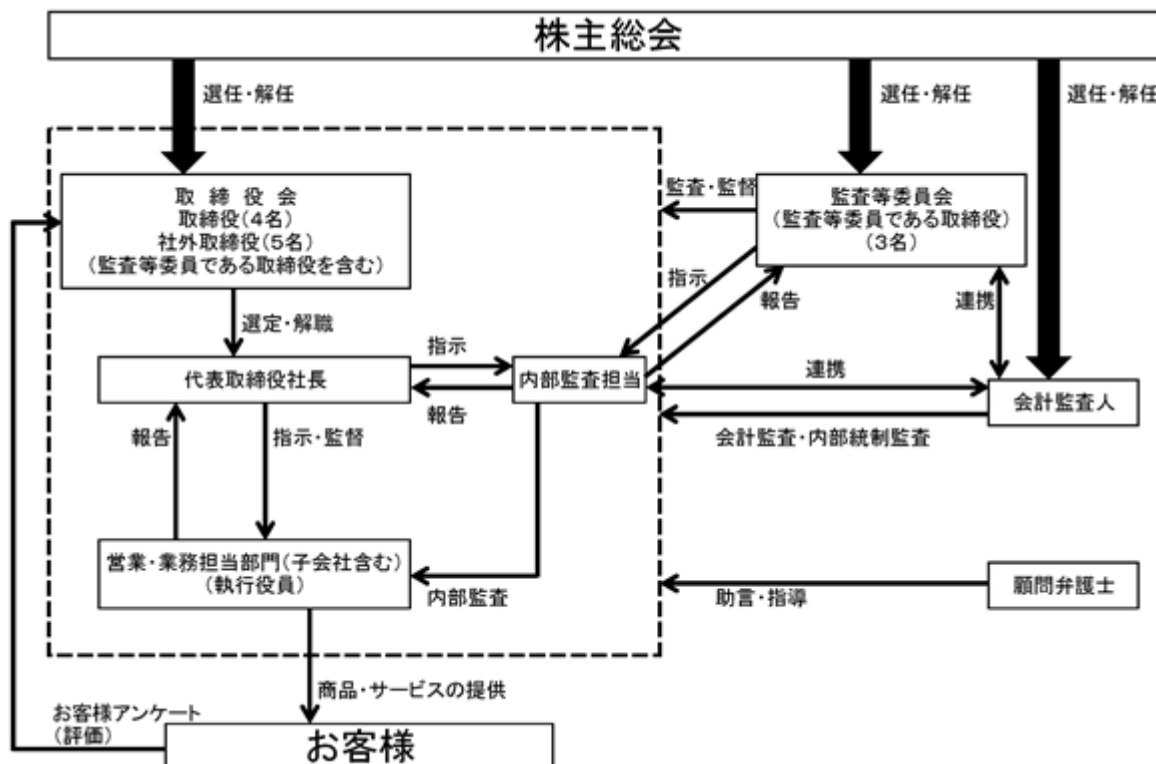 株主総会
選任・解任
選任・解任
選任・解任
取締役会
取締役(4名)
社外取締役(5名)
(監査等委員である取締役を含む)
監査・監督
監査等委員会
(監査等委員である取締役)
(3名)
指示
報告
連携
選定・解職
代表取締役社長
指示
報告
内部監査担当
連携
会計監査人
会計監査・内部統制監査
報告
指示・監督
営業・業務担当部門(子会社含む)
(執行役員)
内部監査
助言・指導
顧問弁護士
商品・サービスの提供
お客様アンケート
(評価)
お客様